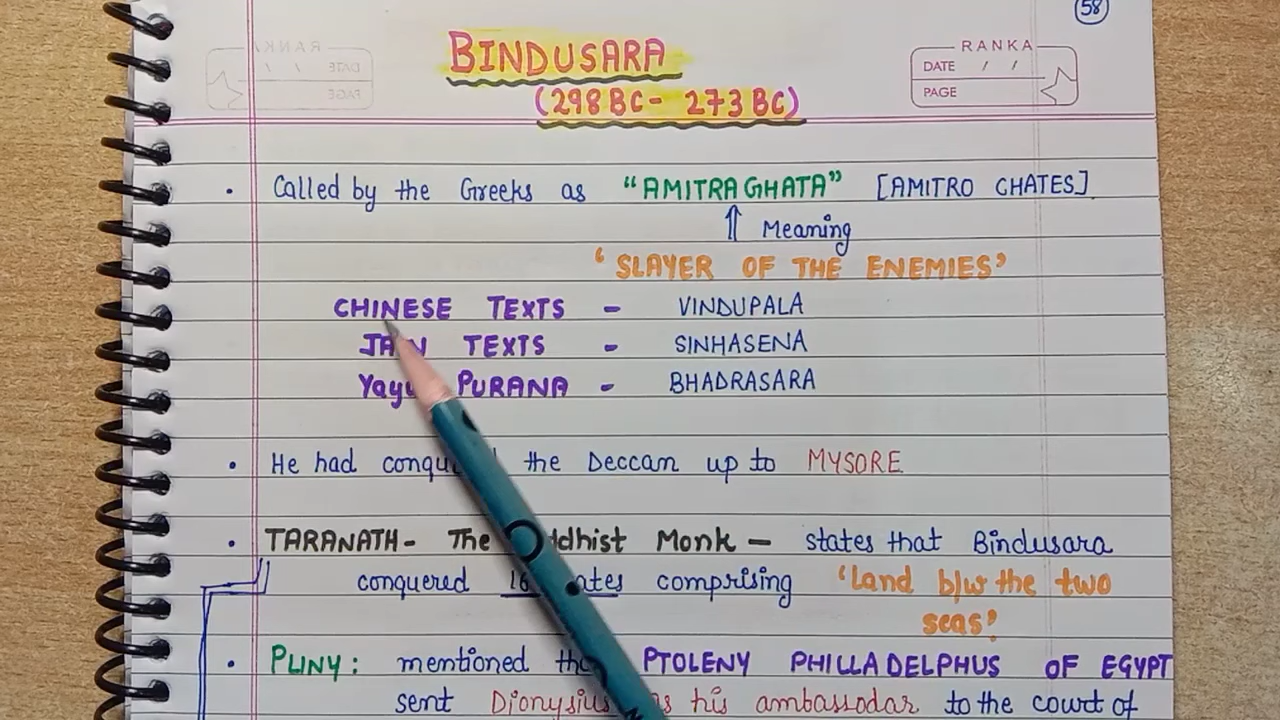 58
BINDUSARA
(298 BC - 273 BC)
RANKA
DATE / /
PAGE
• Called by the Greeks as "AMITRAGHATA" [AMITRO CHATES]
⇑ Meaning
'SLAYER OF THE ENEMIES'
CHINESE TEXTS - VINDUPALA
TEXTS - SINHASENA
PURANA - BHADRASARA
• He had the Deccan up to MYSORE
• TARANATH - The Monk - states that Bindusara
conquered comprising 'Land b/w the two
seas'
• PLINY: mentioned PTOLENY PHILLADELPHUS OF EGYPT
sent Dionysius his ambassodar to the court of